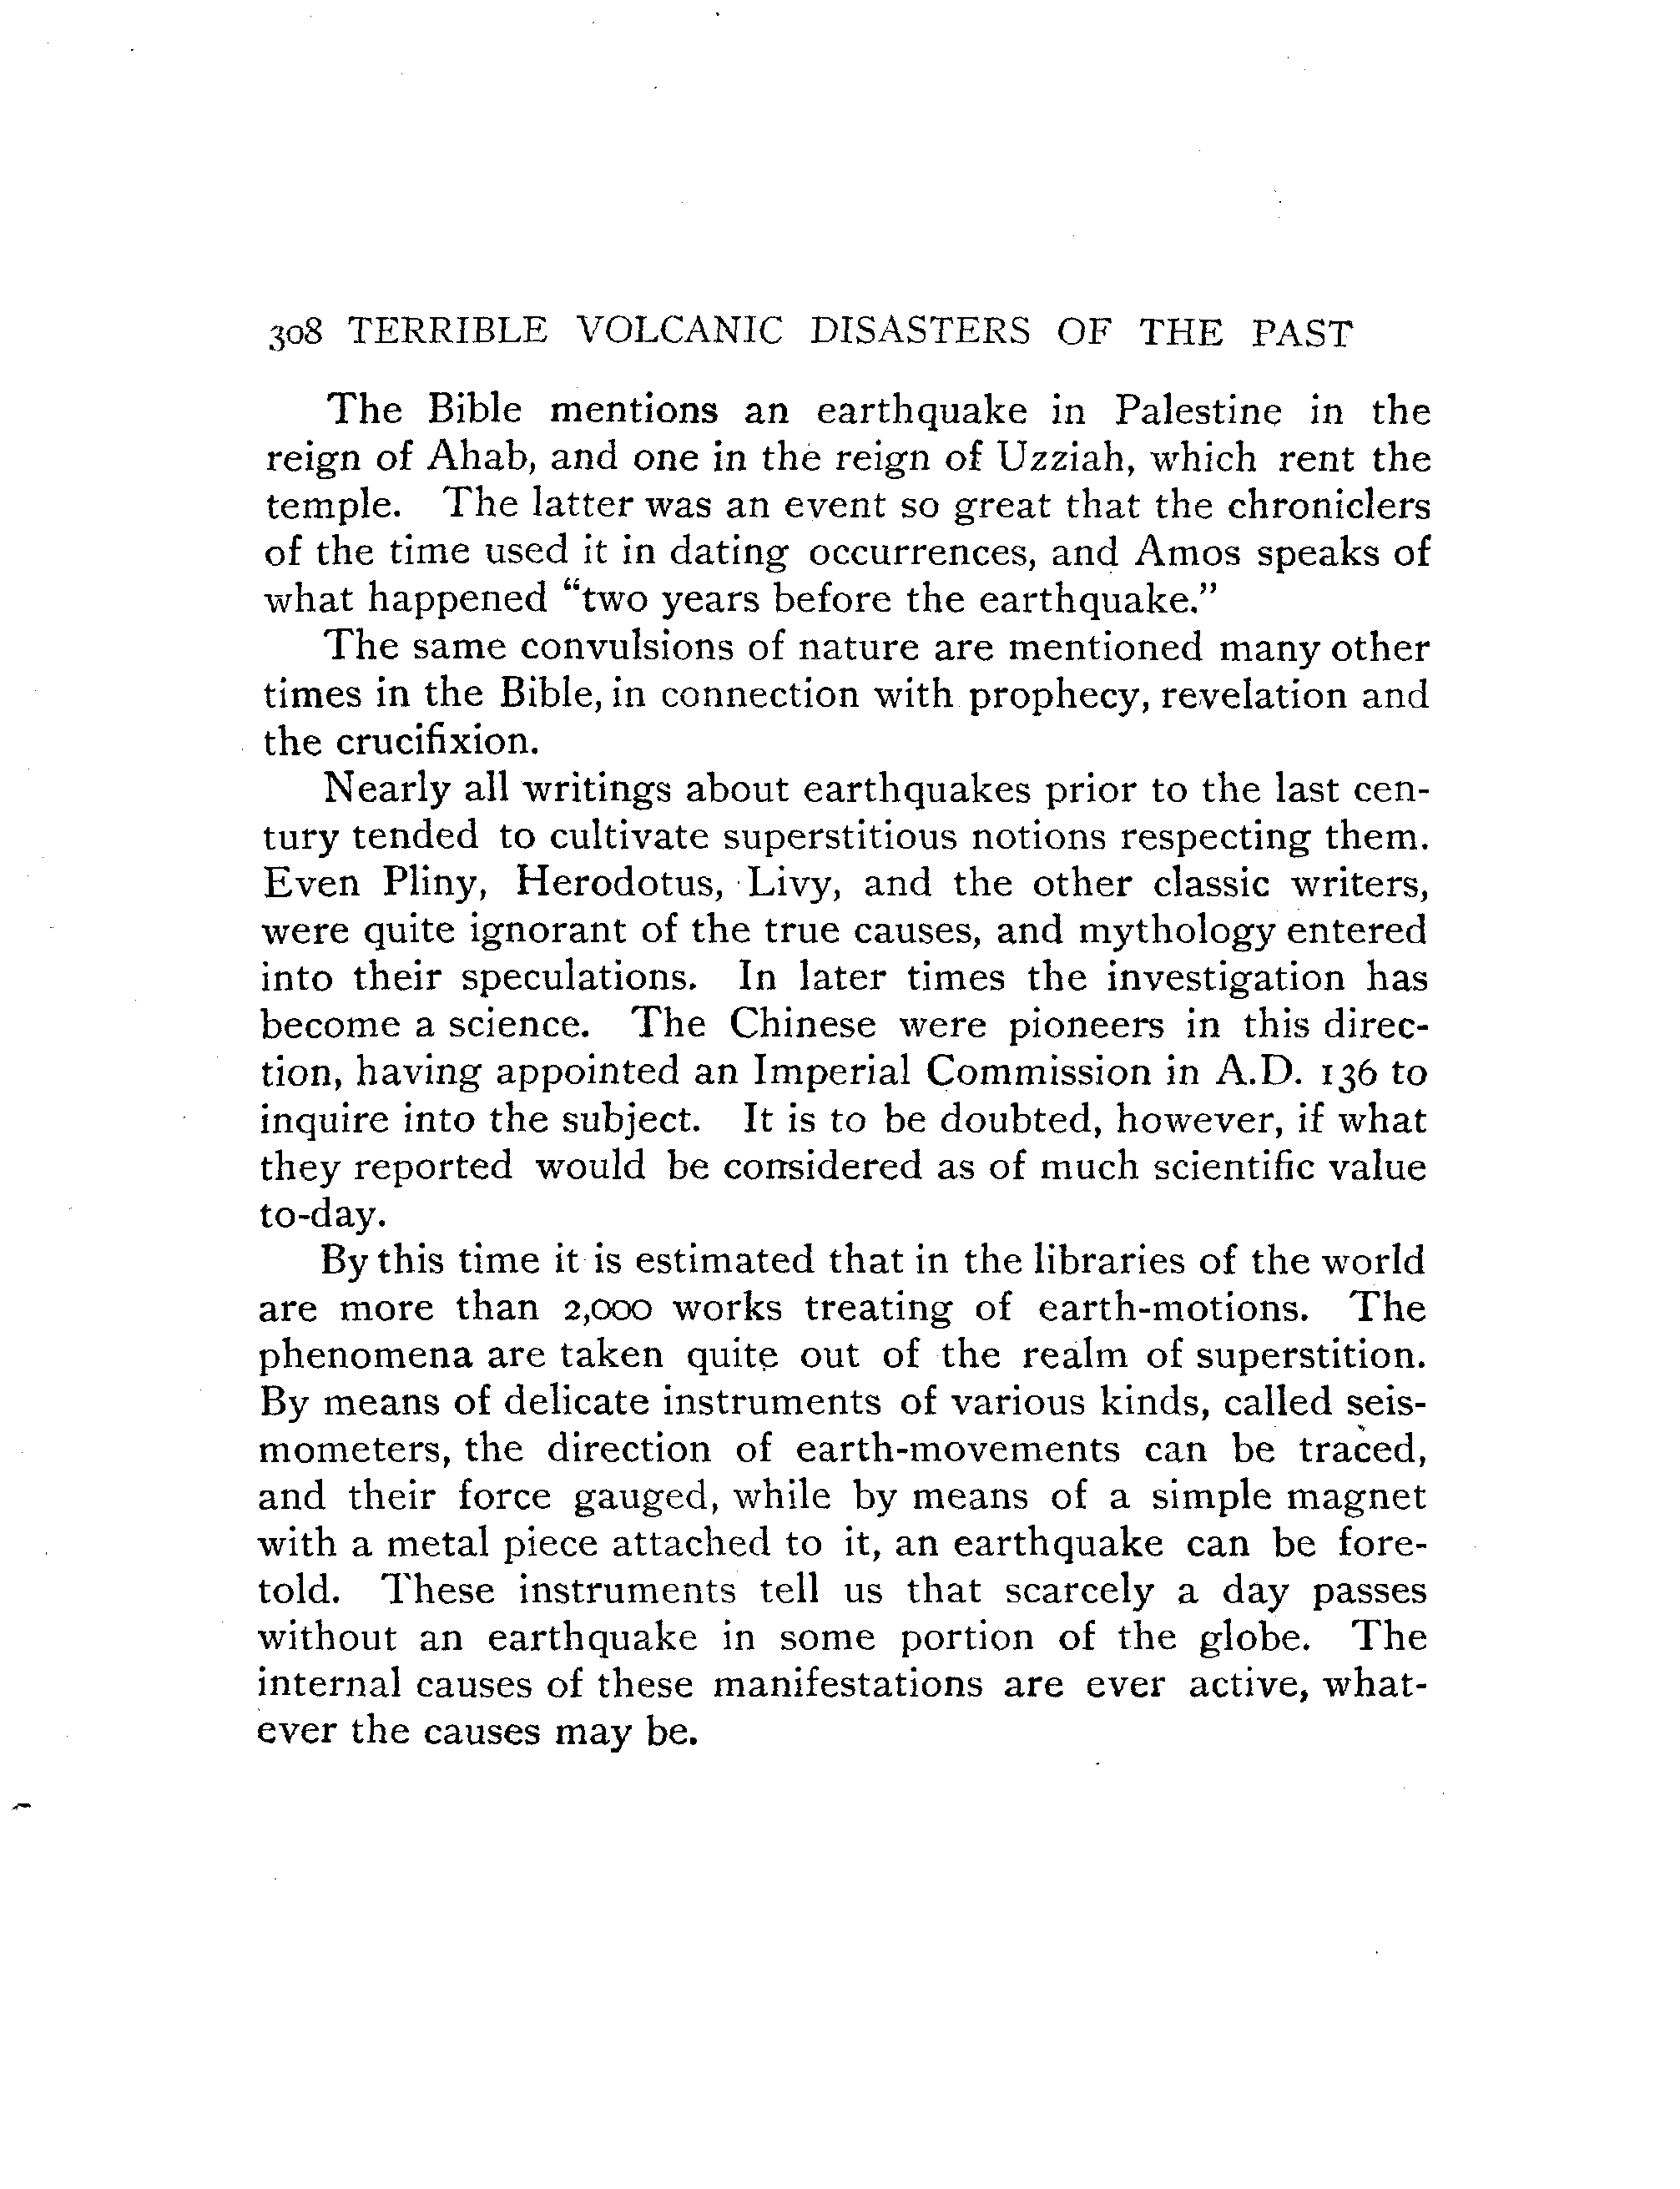 308 TERRIBLE VOLCANIC DISASTERS OF THE PAST
The Bible mentions an earthquake in Palestine in the
reign of Ahab, and one in the reign of Uzziah, which rent the
temple. The latter was an event so great that the chroniclers
of the time used it in dating occurrences, and Amos speaks of
what happened “two years before the earthquake.”
The same convulsions of nature are mentioned many other
times in the Bible, in connection with prophecy, revelation and
the crucifixion.
Nearly all writings about earthquakes prior to the last cen-
tury tended to cultivate superstitious notions respecting them.
Even Pliny, Herodotus, Livy, and the other classic writers,
were quite ignorant of the true causes, and mythology entered
into their speculations. In later times the investigation has
become a science. The Chinese were pioneers in this direc-
tion, having appointed an Imperial Commission in A.D. 136 to
inquire into the subject. It is to be doubted, however, if what
they reported would be considered as of much scientific value
to-day.
By this time it is estimated that in the libraries of the world
are more than 2,000 works treating of earth-motions. The
phenomena are taken quite out of the realm of superstition.
By means of delicate instruments of various kinds, called seis-
mometers, the direction of earth-movements can be traced,
and their force gauged, while by means of a simple magnet
with a metal piece attached to it, an earthquake can be fore-
told. These instruments tell us that scarcely a day passes
without an earthquake in some portion of the globe. The
internal causes of these manifestations are ever active, what-
ever the causes may be.